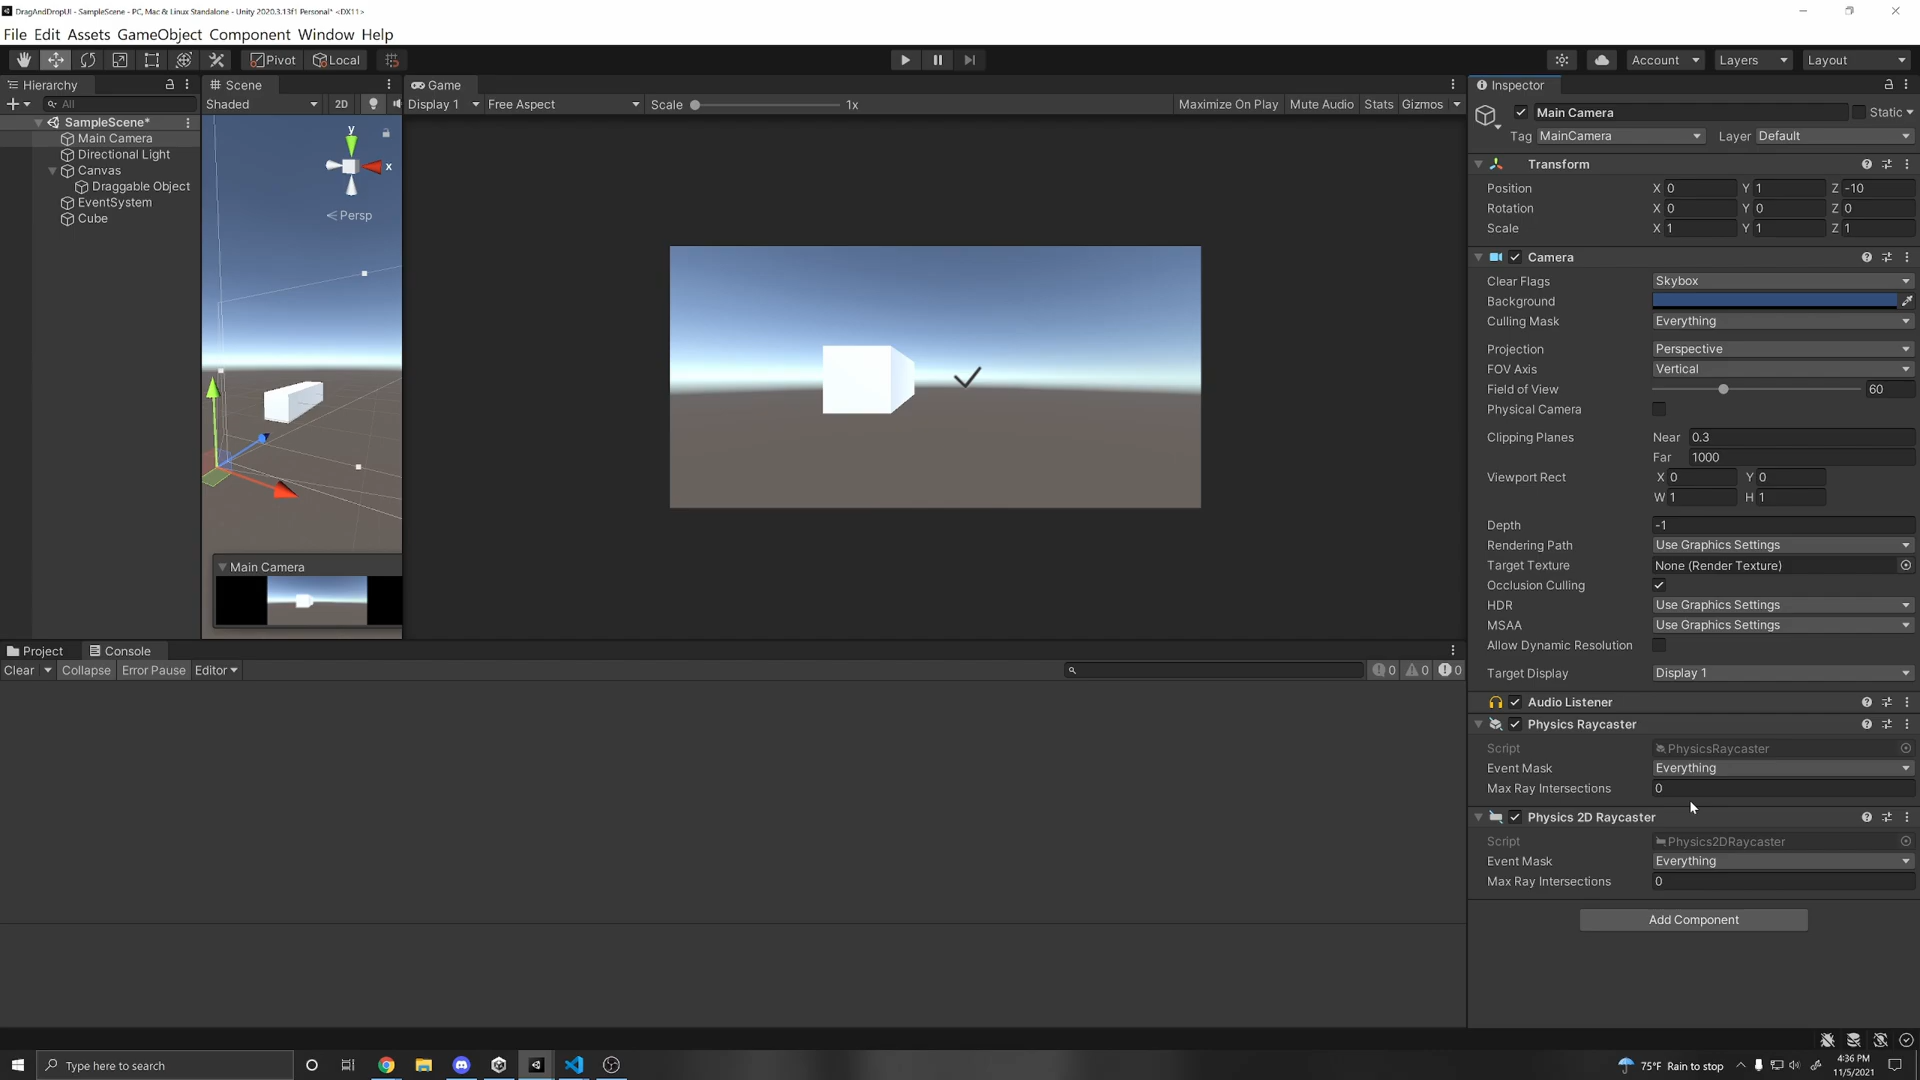 DragAndDropUI - SampleScene - PC, Mac & Linux Standalone - Unity 2020.3.13f1 Personal* <DX11>
File Edit Assets GameObject Component Window Help
Pivot Local Account Layers Layout
Hierarchy
All
SampleScene*
Main Camera
Directional Light
Canvas
Draggable Object
EventSystem
Cube
Scene
Shaded 2D
y
x
Persp
Main Camera
Game
Display 1 Free Aspect Scale 1x Maximize On Play Mute Audio Stats Gizmos
Inspector
Main Camera Static
Tag MainCamera Layer Default
Transform
Position X 0 Y 1 Z -10
Rotation X 0 Y 0 Z 0
Scale X 1 Y 1 Z 1
Camera
Clear Flags Skybox
Background
Culling Mask Everything
Projection Perspective
FOV Axis Vertical
Field of View 60
Physical Camera
Clipping Planes Near 0.3
Far 1000
Viewport Rect X 0 Y 0
W 1 H 1
Depth -1
Rendering Path Use Graphics Settings
Target Texture None (Render Texture)
Occlusion Culling
HDR Use Graphics Settings
MSAA Use Graphics Settings
Allow Dynamic Resolution
Target Display Display 1
Audio Listener
Physics Raycaster
Script PhysicsRaycaster
Event Mask Everything
Max Ray Intersections 0
Physics 2D Raycaster
Script Physics2DRaycaster
Event Mask Everything
Max Ray Intersections 0
Add Component
Project Console
Clear Collapse Error Pause Editor 0 0 0
Type here to search
75°F Rain to stop
4:36 PM
11/5/2021